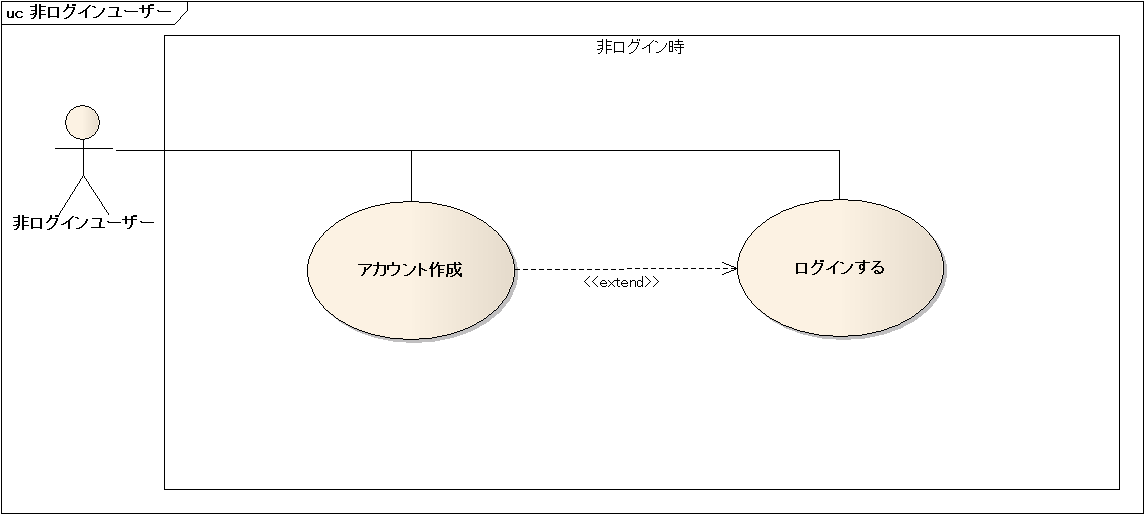 uc 非ログインユーザー
非ログイン時
非ログインユーザー
アカウント作成
ログインする
<<extend>>